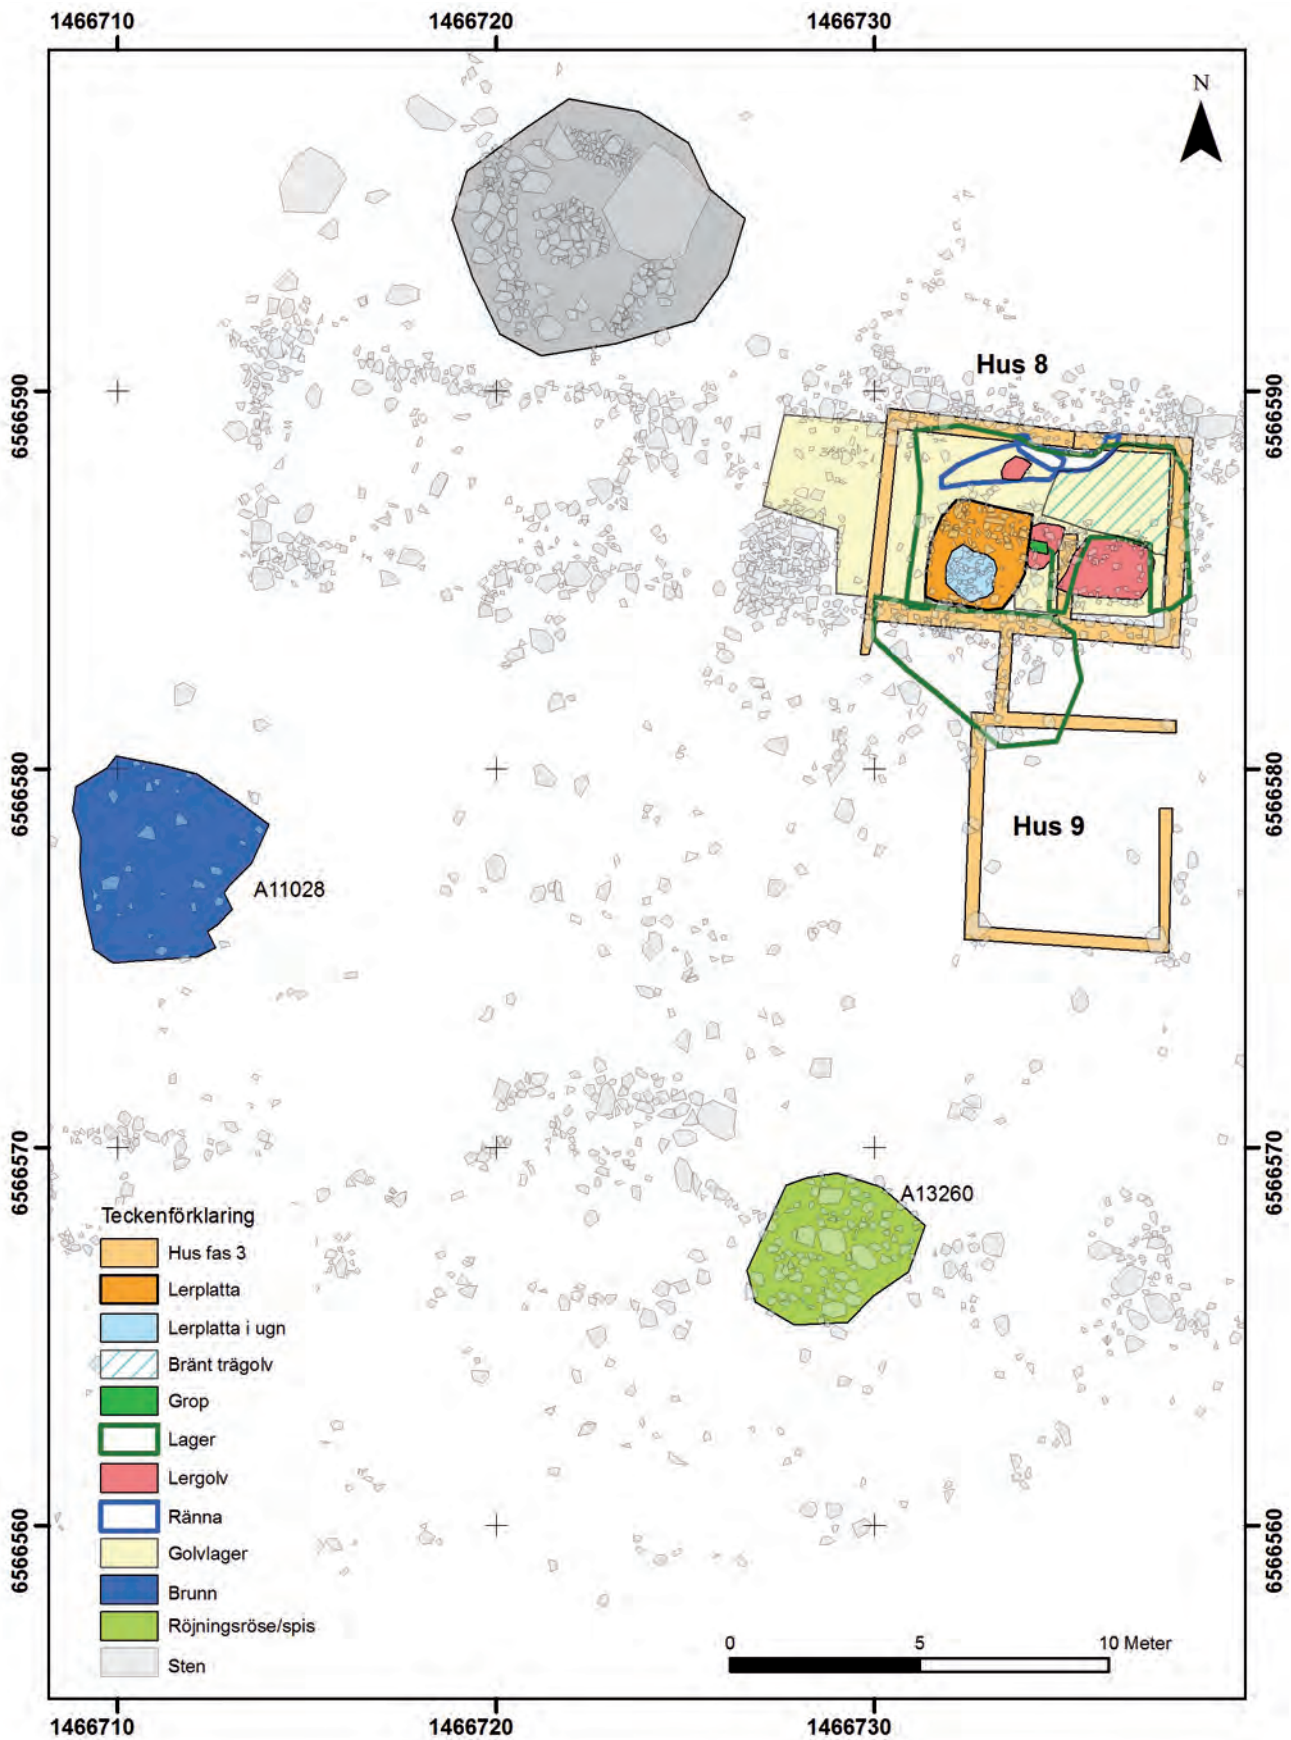 1466710 1466720 1466730
N
Hus 8
6566590 6566590
6566580 6566580
Hus 9
A11028
6566570 6566570
A13260
Teckenförklaring
Hus fas 3
Lerplatta
Lerplatta i ugn
Bränt trägolv
Grop
Lager
Lergolv
Ränna
6566560 6566560
Golvlager
Brunn
Röjningsröse/spis
Sten
0 5 10 Meter
1466710 1466720 1466730